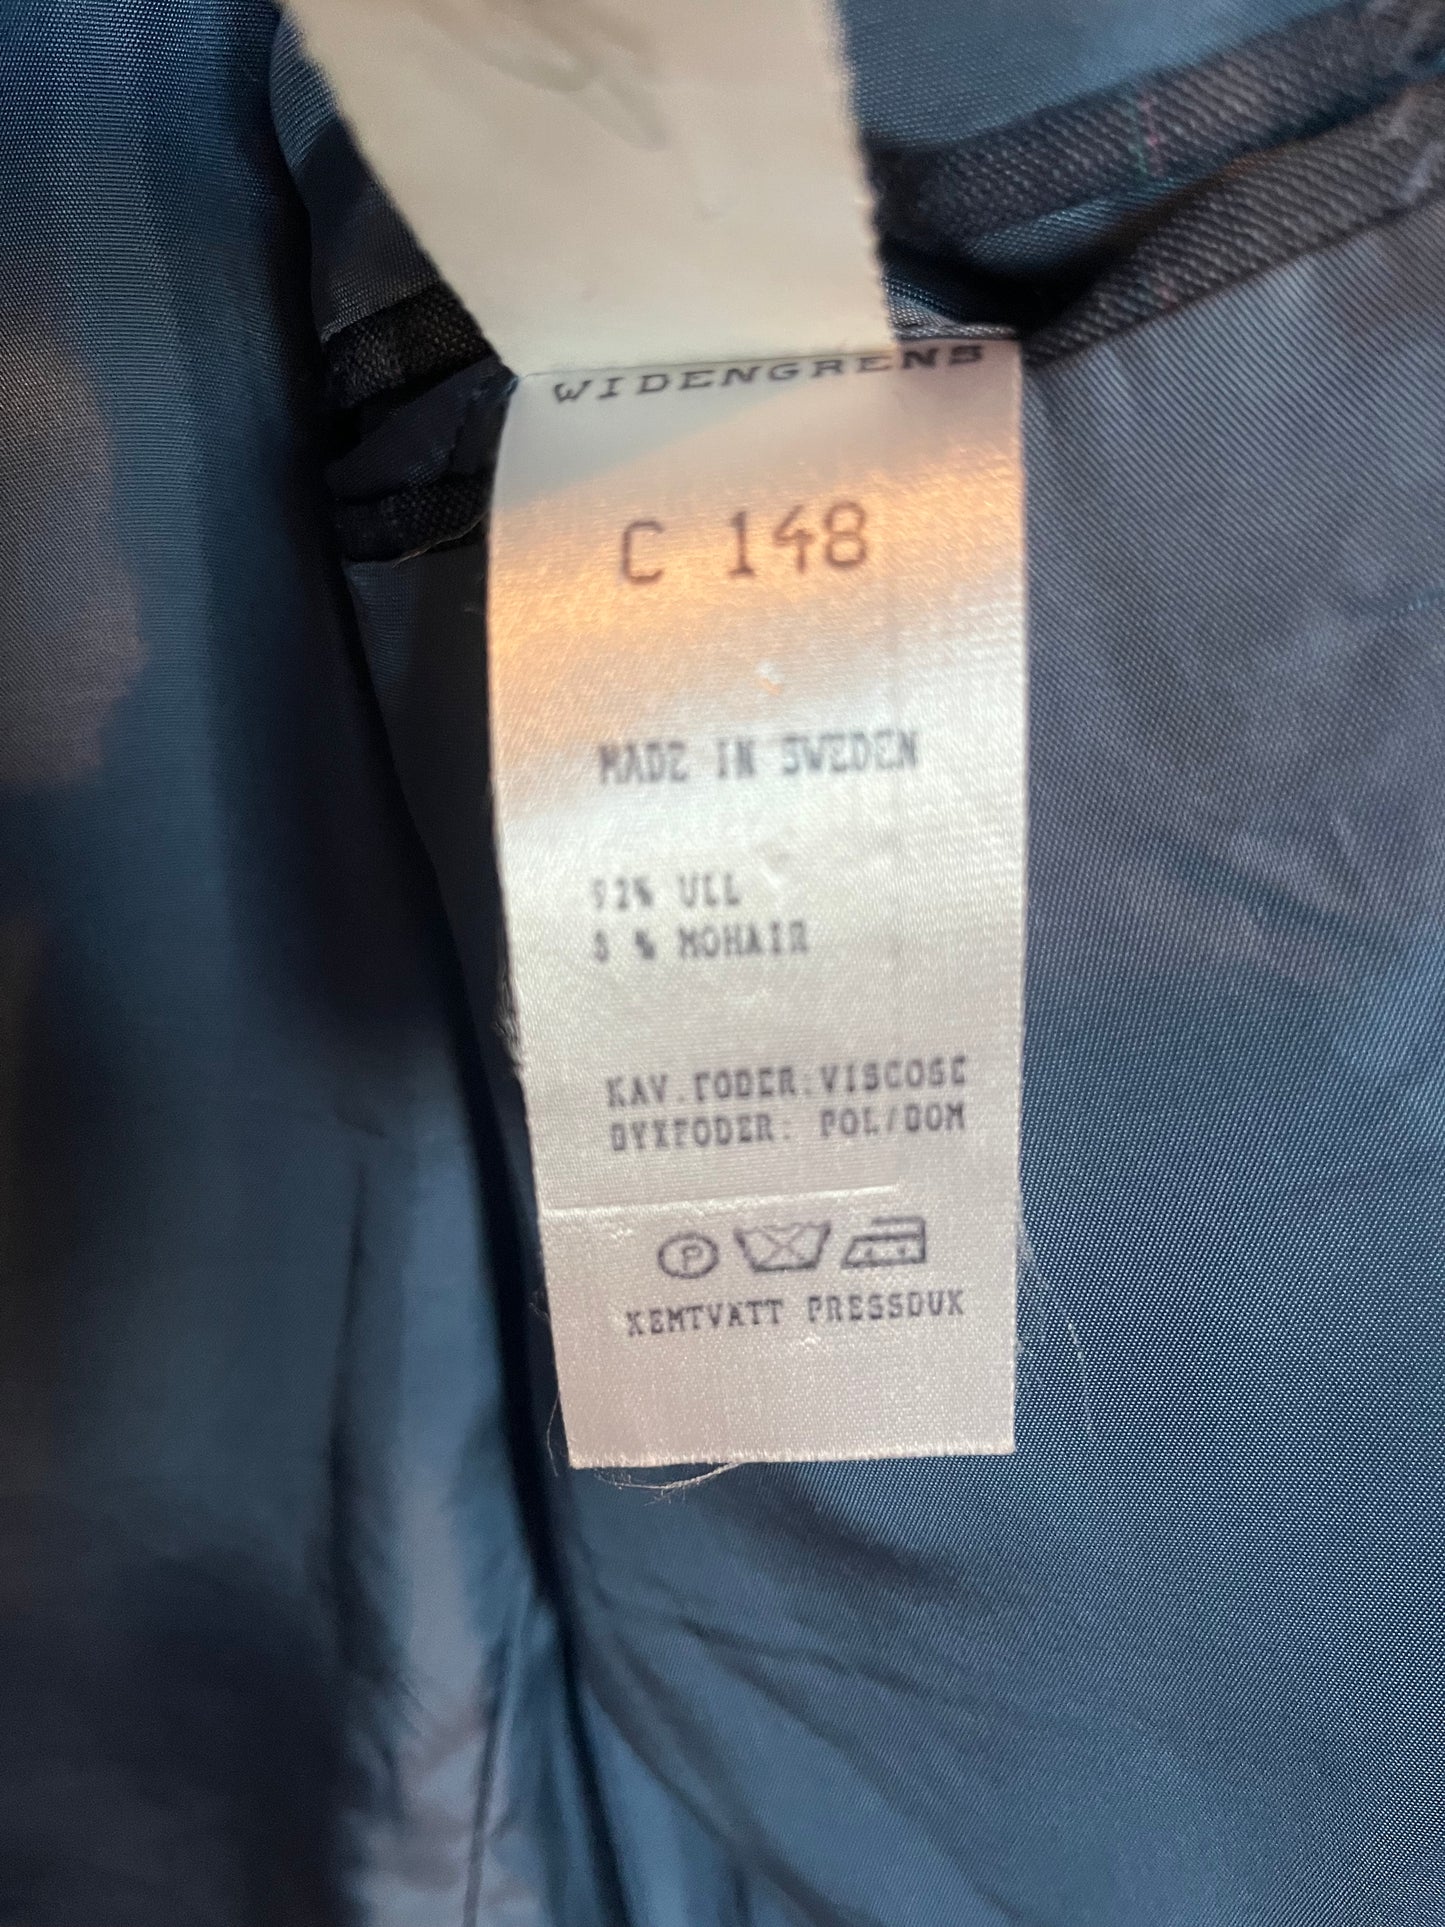 WIDENGRENS
C 148
MADE IN SWEDEN
92% ULL
8 % MOHAIR
KAV.FODER:VISCOSE
BYXFODER: POL/BOM
P
KEMTVÄTT PRESSDUK